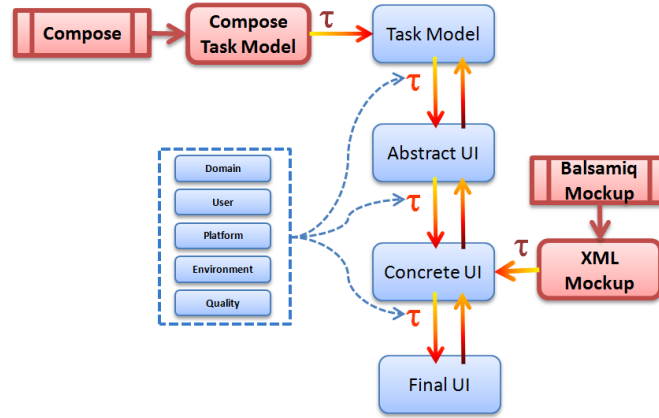 Compose
Compose
Task Model
τ
Task Model
τ
Abstract UI
Domain
User
Platform
Environment
Quality
τ
Balsamiq
Mockup
Concrete UI
τ
XML
Mockup
τ
Final UI